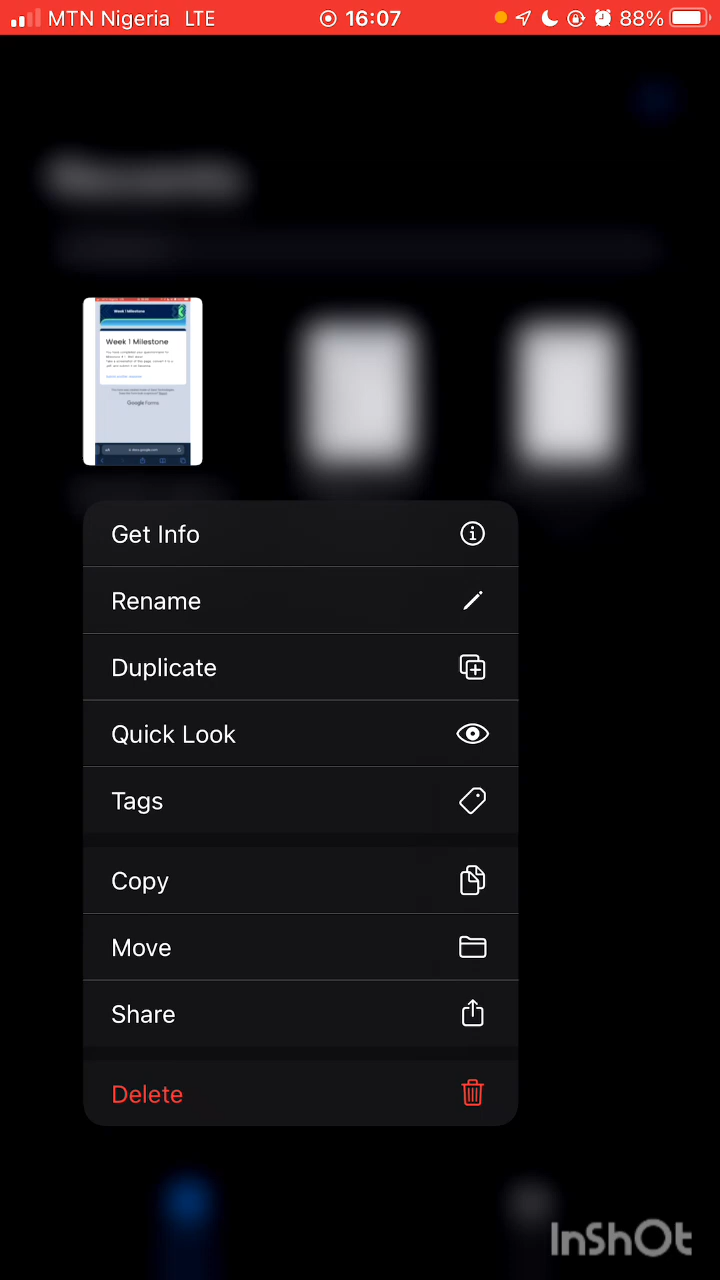 MTN Nigeria LTE 16:07 88%
Week 1 Milestone
Week 1 Milestone
Google Forms
Get Info
Rename
Duplicate
Quick Look
Tags
Copy
Move
Share
Delete
InShOt